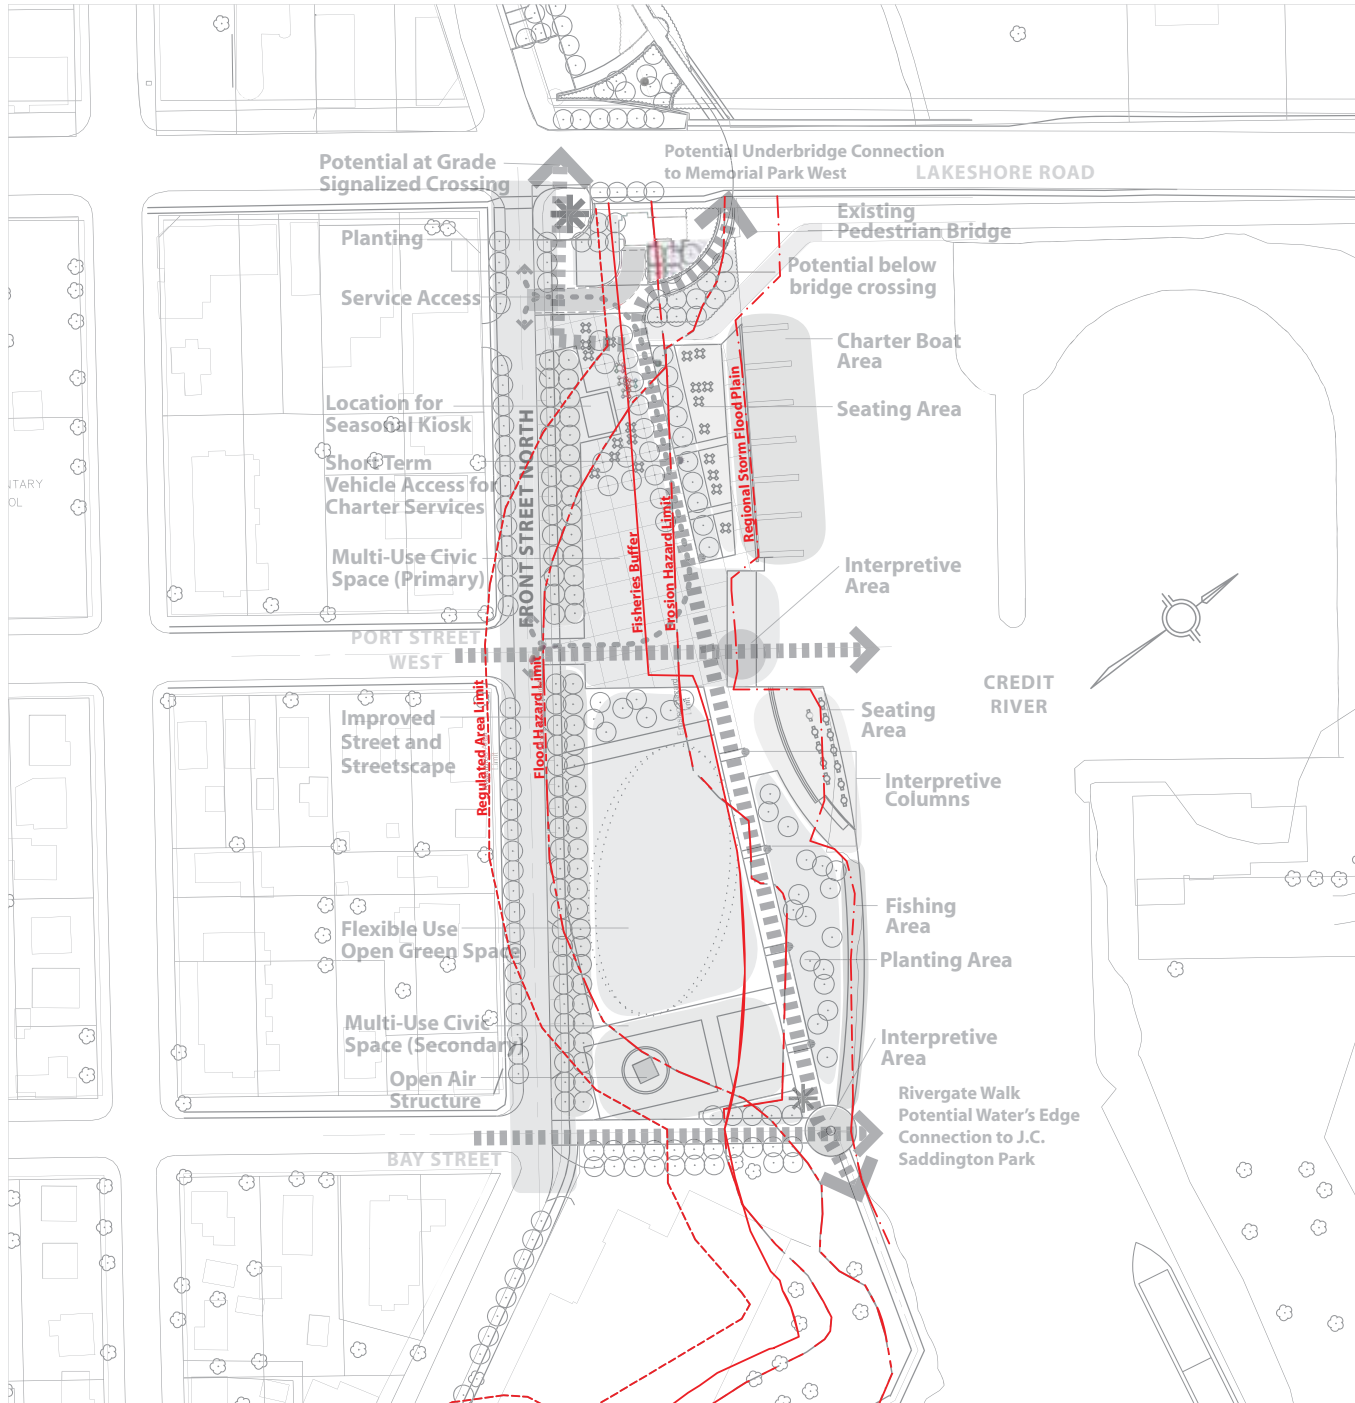 Potential at Grade
Signalized Crossing
Potential Underbridge Connection
to Memorial Park West
LAKESHORE ROAD
Planting
Existing
Pedestrian Bridge
Service Access
Potential below
bridge crossing
Charter Boat
Area
Location for
Seasonal Kiosk
Seating Area
Short Term
Vehicle Access for
Charter Services
NTARY
OL
FRONT STREET NORTH
Regional Storm Flood Plain
Multi-Use Civic
Space (Primary)
Fisheries Buffer
Erosion Hazard Limit
Interpretive
Area
PORT STREET
WEST
CREDIT
RIVER
Regulated Area Limit
Flood Hazard Limit
Improved
Street and
Streetscape
Seating
Area
Interpretive
Columns
Flexible Use
Open Green Space
Fishing
Area
Planting Area
Multi-Use Civic
Space (Secondary)
Interpretive
Area
Open Air
Structure
Rivergate Walk
Potential Water's Edge
Connection to J.C.
Saddington Park
BAY STREET